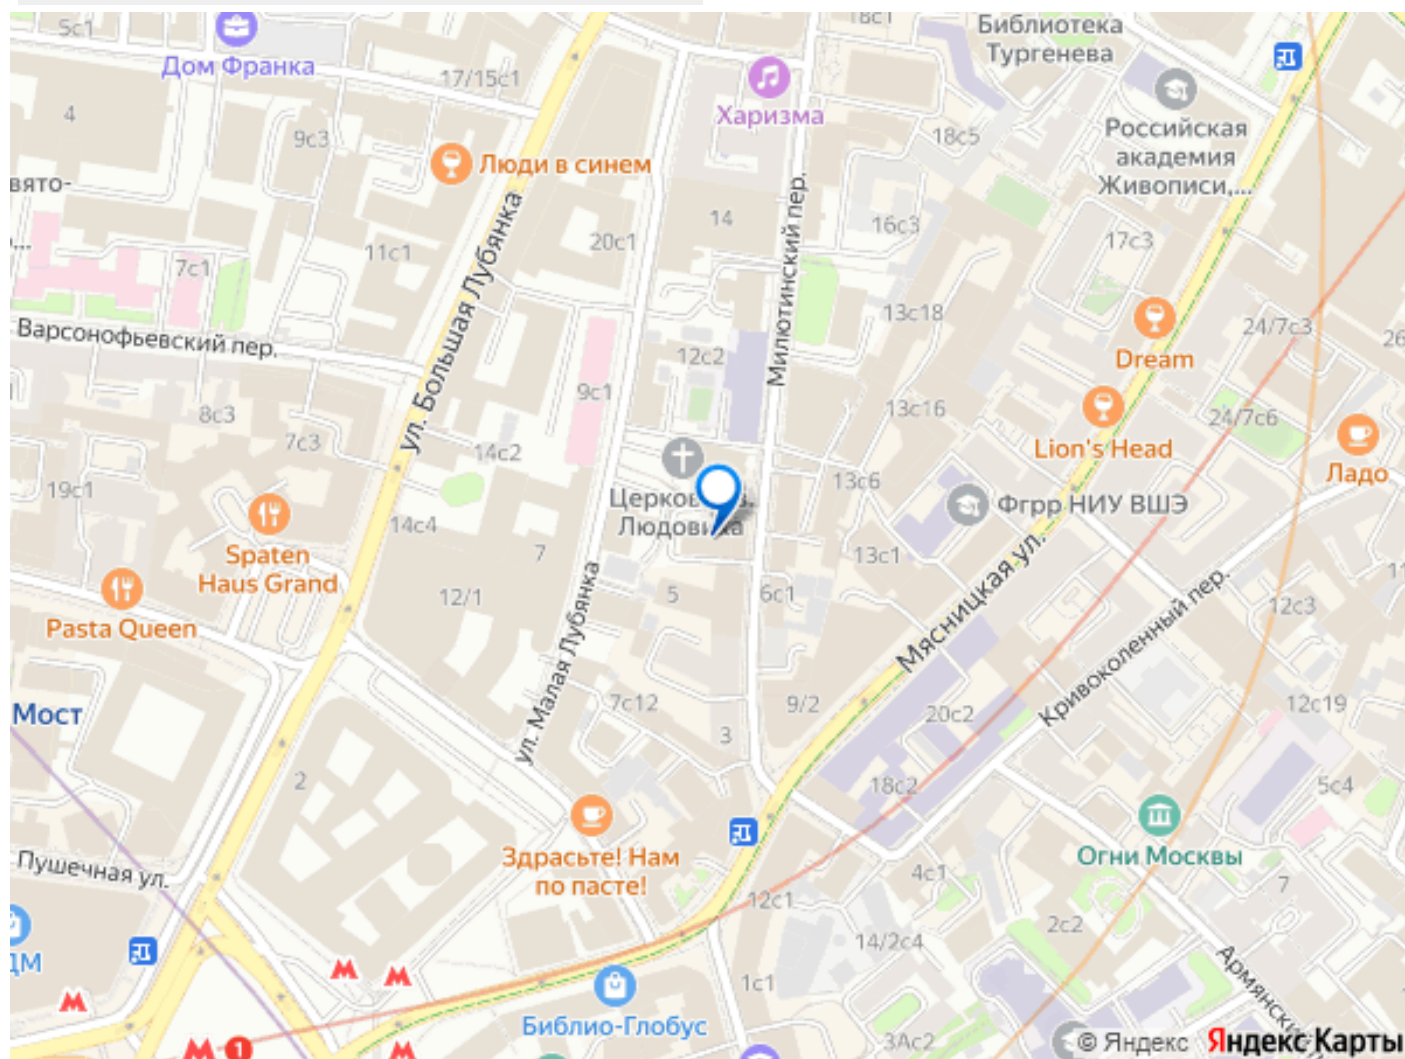 5с1
Дом Франка
17/15с1
4
9с3
Люди в синем
Харизма
18с1
Библиотека
Тургенева
18с5
Российская
академия
Живописи,...
вято-
...
11с1
7с1
20с1
14
16с3
17с3
Милютинский пер.
ул. Большая Лубянка
Варсонофьевский пер.
13с18
Dream
24/7с3
26
12с2
9с1
8с3
7с3
14с2
13с16
Lion's Head
24/7с6
Ладо
19с1
13с6
Фгрр НИУ ВШЭ
14с4
Spaten
Haus Grand
7
13с1
Pasta Queen
12/1
5
6с1
Мясницкая ул.
12с3
11
Кривоколенный пер.
ул. Малая Лубянка
Мост
7с12
9/2
3
20с2
12с19
2
18с2
5с4
Здрасьте! Нам
по пасте!
Огни Москвы
Пушечная ул.
4с1
7
12с1
2с2
14/2с4
ДМ
1с1
Библио-Глобус
3Ас2
1
© Яндекс
Яндекс Карты